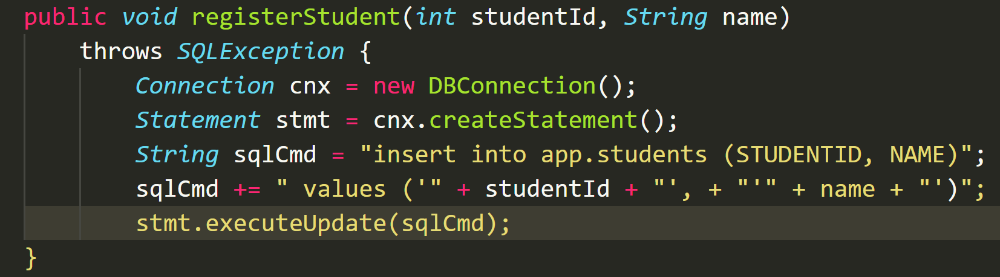 public void registerStudent(int studentId, String name)
throws SQLException {
Connection cnx = new DBConnection();
Statement stmt = cnx.createStatement();
String sqlCmd = "insert into app.students (STUDENTID, NAME)";
sqlCmd += " values ('" + studentId + "', + "'" + name + "')";
stmt.executeUpdate(sqlCmd);
}